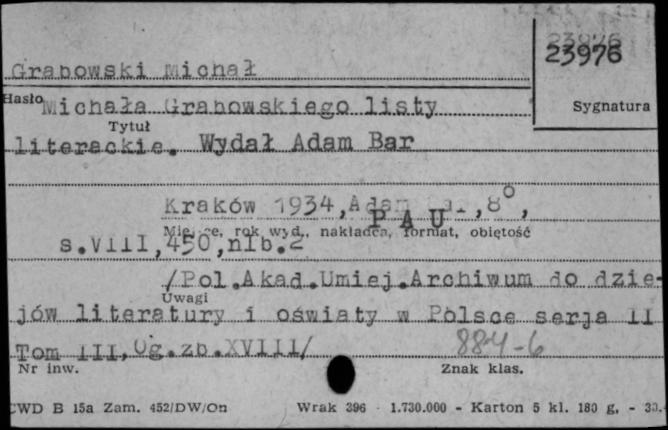 23976
Grabowski Michał
Hasło
Sygnatura
Michała Grabowskiego listy
Tytuł
literackie. Wydał Adam Bar
Kraków 1934, Adam Bar, 8°,
P A U
Miejsce, rok wyd., nakładca, format, objętość
s.VIII,450,nlb.2
/Pol.Akad.Umiej.Archiwum do dzie-
Uwagi
jów literatury i oświaty w Polsce serja II
Tom III,Og.zb.XVIII/
884-6
Nr inw.
Znak klas.
CWD B 15a Zam. 452/DW/On Wrak 396 - 1.730.000 - Karton 5 kl. 180 g. - 30.